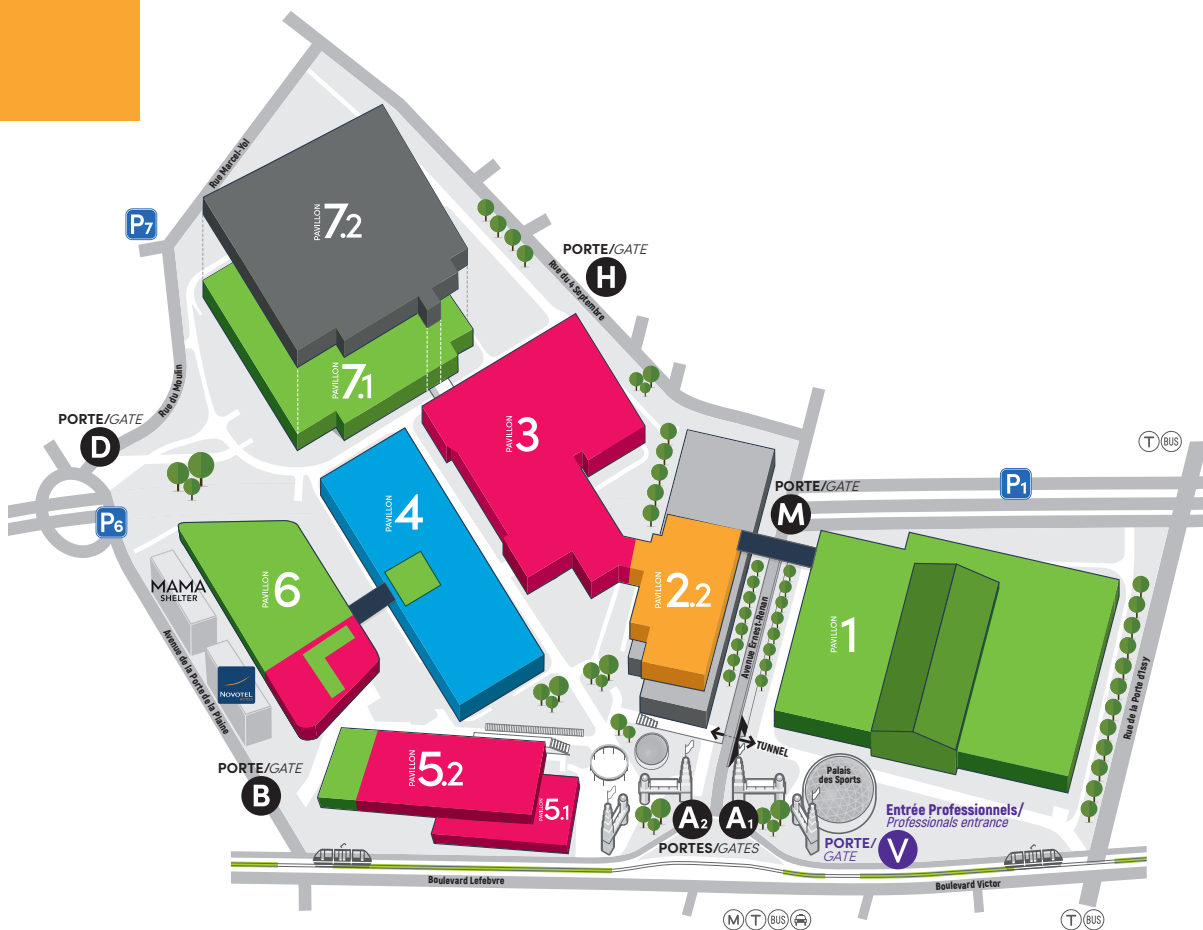 Rue Marcel-Yol
PAVILLON
7.2
P7
PORTE/GATE
H
Rue du 4 Septembre
PAVILLON
7.1
Rue du Moulin
PORTE/GATE
D
PAVILLON
3
T BUS
P1
PORTE/GATE
M
PAVILLON
4
P6
PAVILLON
6
MAMA
SHELTER
PAVILLON
2.2
Avenue Ernest-Renan
PAVILLON
1
Avenue de la Porte de la Plaine
NOVOTEL
Rue de la Porte d'Issy
TUNNEL
PORTE/GATE
B
PAVILLON
5.2
PAVILLON
5.1
Palais
des Sports
A2 A1
PORTES/GATES
Entrée Professionnels/
Professionals entrance
PORTE/
GATE
V
Boulevard Lefebvre
Boulevard Victor
M T BUS
T BUS